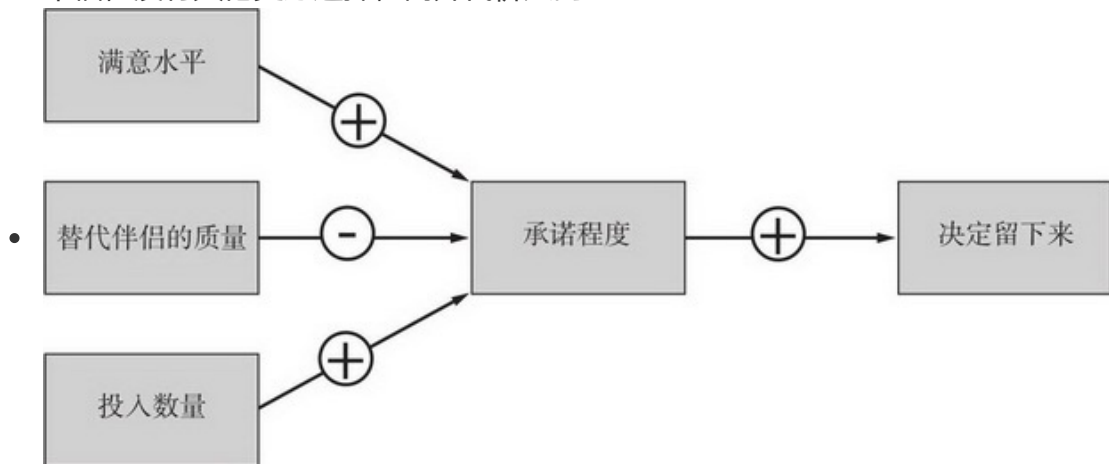 满意水平
+
替代伴侣的质量
-
承诺程度
+
决定留下来
+
投入数量